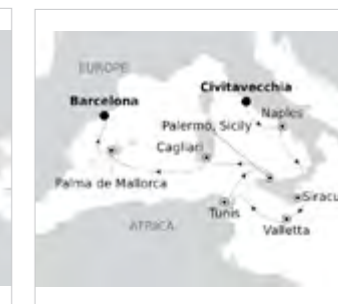 EUROPE
Civitavecchia
Barcelona
Naples
Palermo, Sicily
Cagliari
Palma de Mallorca
Siracu
Tunis
AFRICA
Valletta